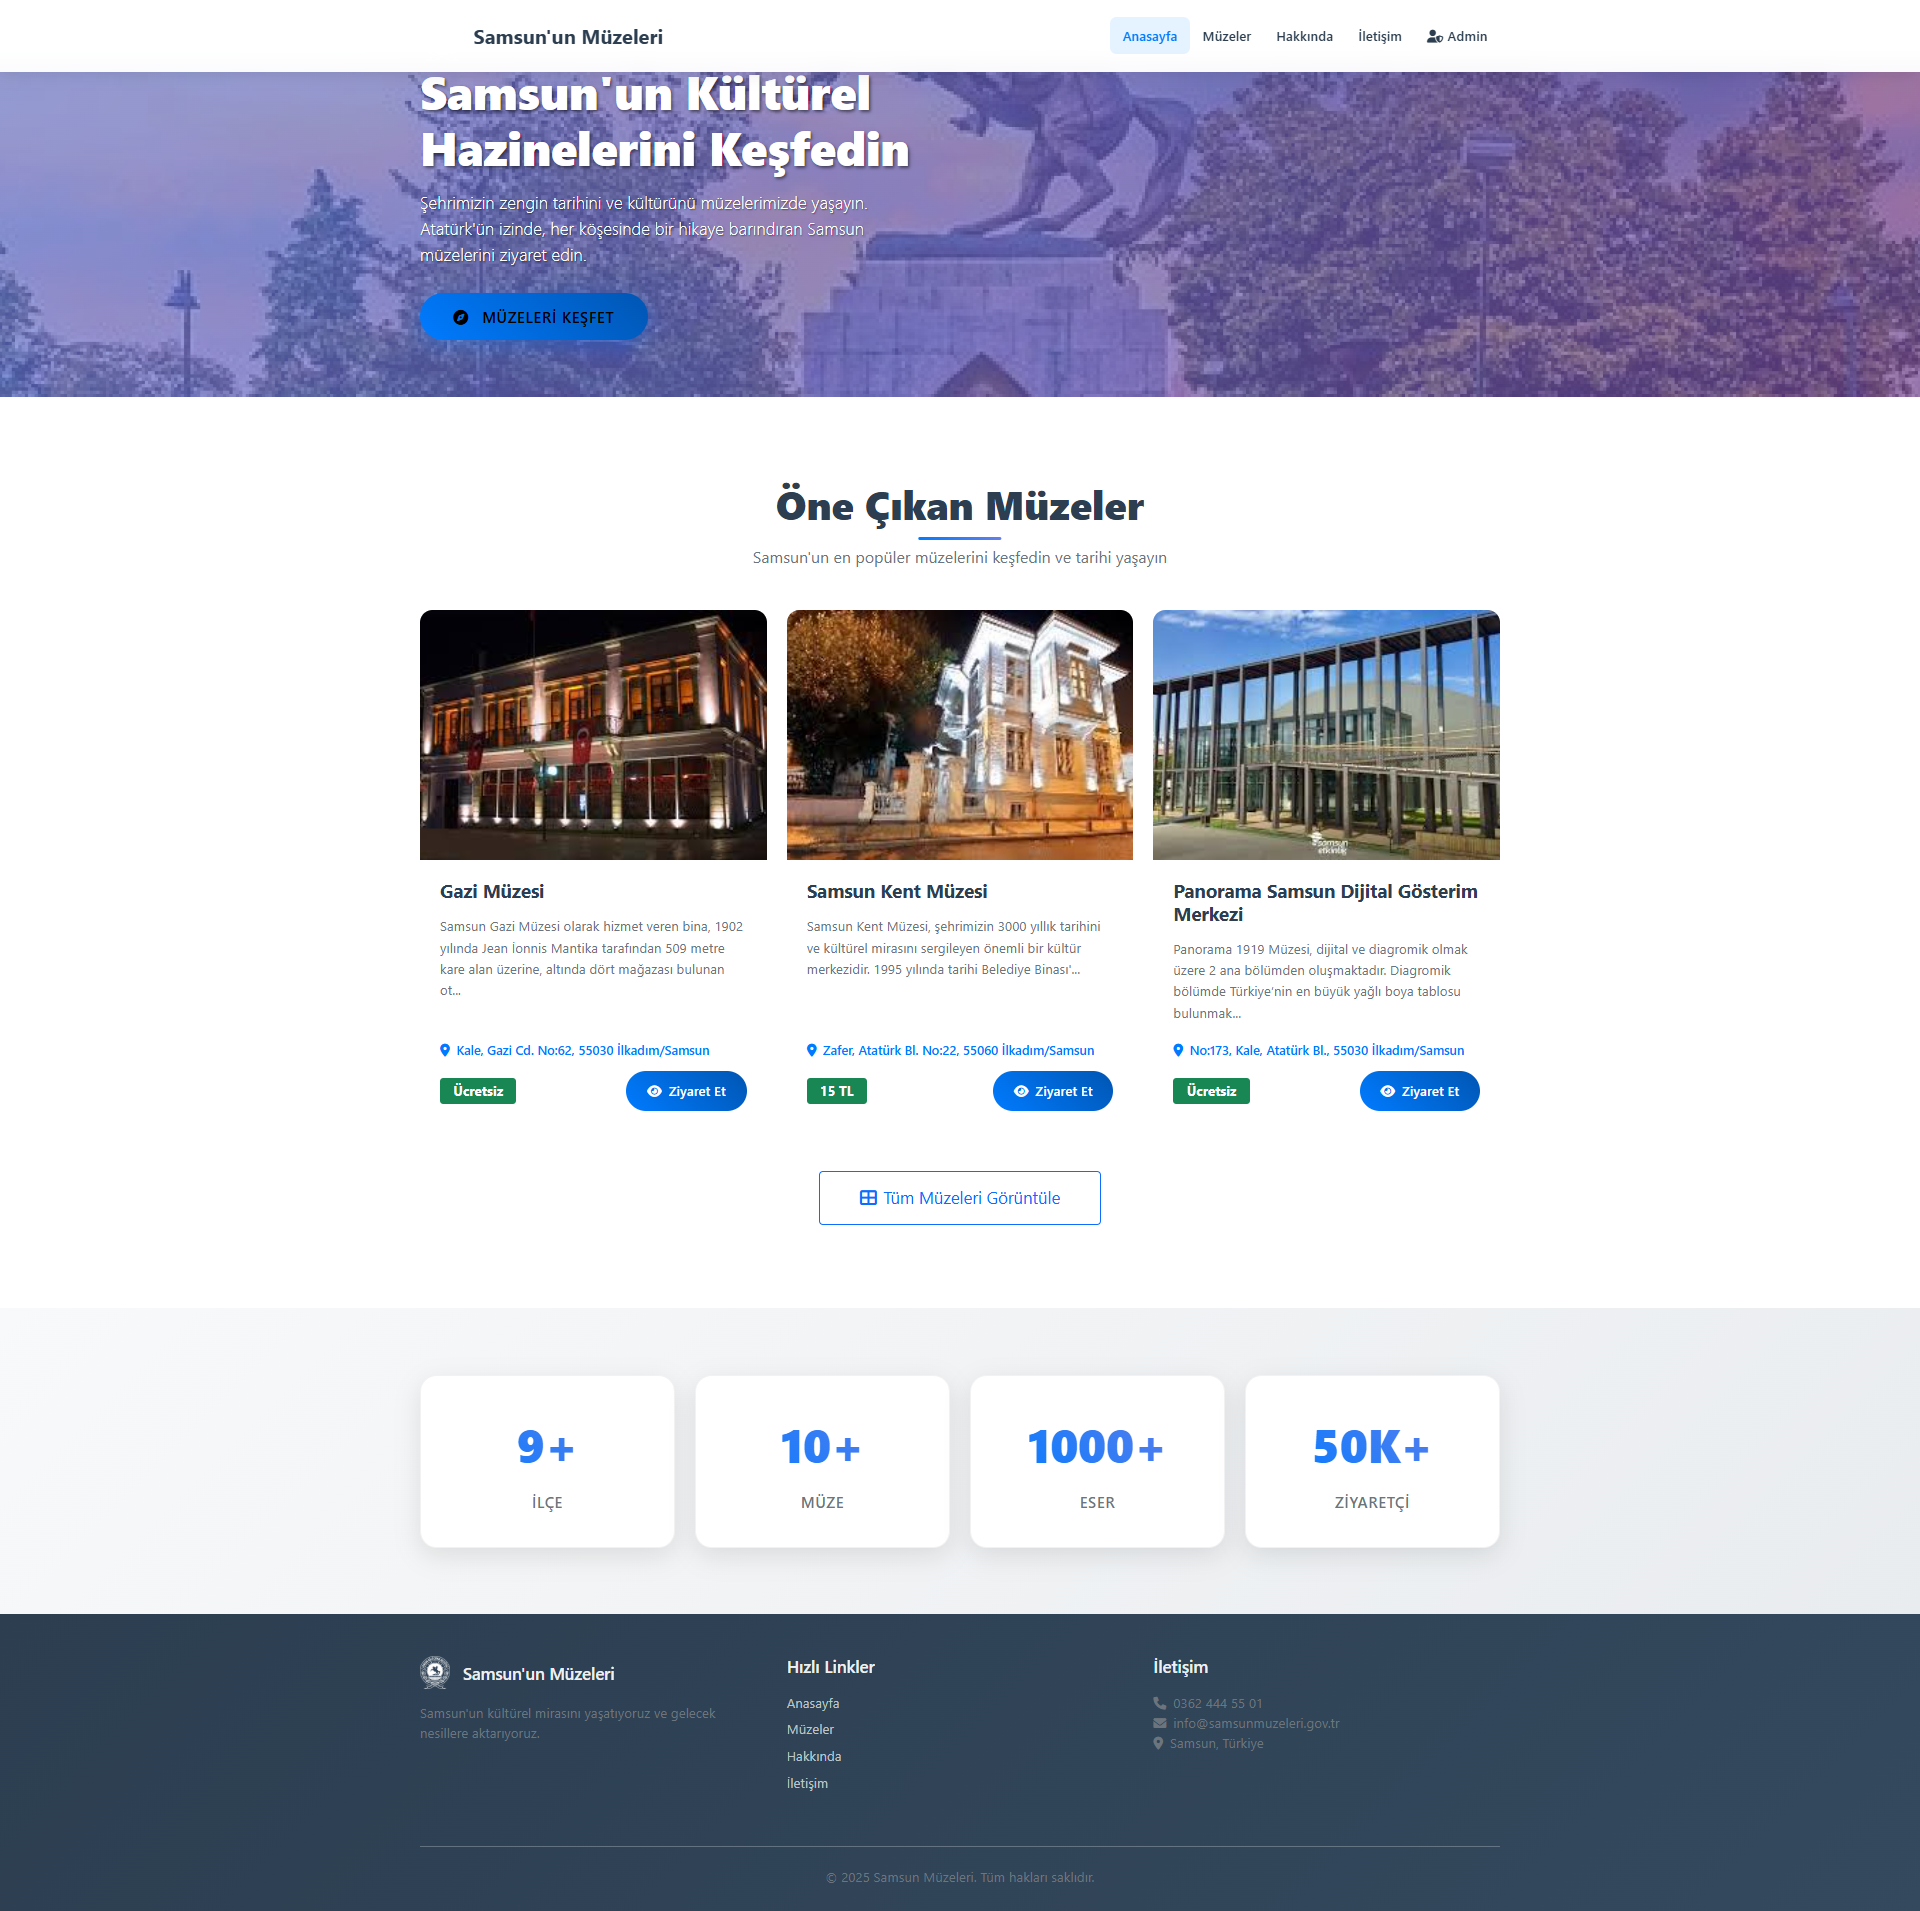 Samsun'un Müzeleri
Anasayfa
Müzeler
Hakkında
İletişim
Admin
Samsun'un Kültürel
Hazinelerini Keşfedin
Şehrimizin zengin tarihini ve kültürünü müzelerimizde yaşayın.
Atatürk'ün izinde, her köşesinde bir hikaye barındıran Samsun
müzelerini ziyaret edin.
MÜZELERİ KEŞFET
Öne Çıkan Müzeler
Samsun'un en popüler müzelerini keşfedin ve tarihi yaşayın
samsun
etkinlig
Gazi Müzesi
Samsun Gazi Müzesi olarak hizmet veren bina, 1902
yılında Jean İonnis Mantika tarafından 509 metre
kare alan üzerine, altında dört mağazası bulunan
ot...
Kale, Gazi Cd. No:62, 55030 İlkadım/Samsun
Ücretsiz
Ziyaret Et
Samsun Kent Müzesi
Samsun Kent Müzesi, şehrimizin 3000 yıllık tarihini
ve kültürel mirasını sergileyen önemli bir kültür
merkezidir. 1995 yılında tarihi Belediye Binası'...
Zafer, Atatürk Bl. No:22, 55060 İlkadım/Samsun
15 TL
Ziyaret Et
Panorama Samsun Dijital Gösterim
Merkezi
Panorama 1919 Müzesi, dijital ve diagromik olmak
üzere 2 ana bölümden oluşmaktadır. Diagromik
bölümde Türkiye'nin en büyük yağlı boya tablosu
bulunmak...
No:173, Kale, Atatürk Bl., 55030 İlkadım/Samsun
Ücretsiz
Ziyaret Et
Tüm Müzeleri Görüntüle
9+
İLÇE
10+
MÜZE
1000+
ESER
50K+
ZİYARETÇİ
Samsun'un Müzeleri
Samsun'un kültürel mirasını yaşatıyoruz ve gelecek
nesillere aktarıyoruz.
Hızlı Linkler
Anasayfa
Müzeler
Hakkında
İletişim
İletişim
0362 444 55 01
info@samsunmuzeleri.gov.tr
Samsun, Türkiye
© 2025 Samsun Müzeleri. Tüm hakları saklıdır.